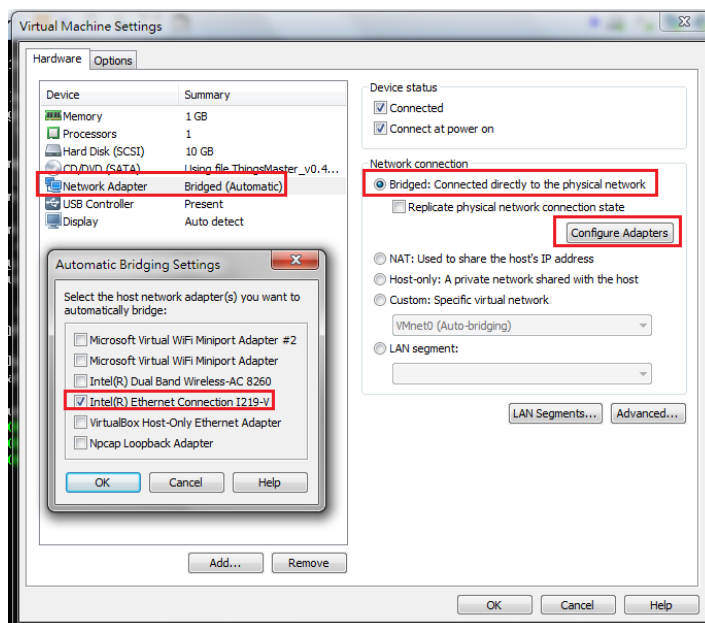 Virtual Machine Settings
Hardware
Options
Device Summary
Memory 1 GB
Processors 1
Hard Disk (SCSI) 10 GB
CD/DVD (SATA) Using file ThingsMaster_v0.4...
Network Adapter Bridged (Automatic)
USB Controller Present
Display Auto detect
Automatic Bridging Settings
Select the host network adapter(s) you want to
automatically bridge:
Microsoft Virtual WiFi Miniport Adapter #2
Microsoft Virtual WiFi Miniport Adapter
Intel(R) Dual Band Wireless-AC 8260
Intel(R) Ethernet Connection I219-V
VirtualBox Host-Only Ethernet Adapter
Npcap Loopback Adapter
OK Cancel Help
Add... Remove
Device status
Connected
Connect at power on
Network connection
Bridged: Connected directly to the physical network
Replicate physical network connection state
Configure Adapters
NAT: Used to share the host's IP address
Host-only: A private network shared with the host
Custom: Specific virtual network
VMnet0 (Auto-bridging)
LAN segment:
LAN Segments... Advanced...
OK Cancel Help